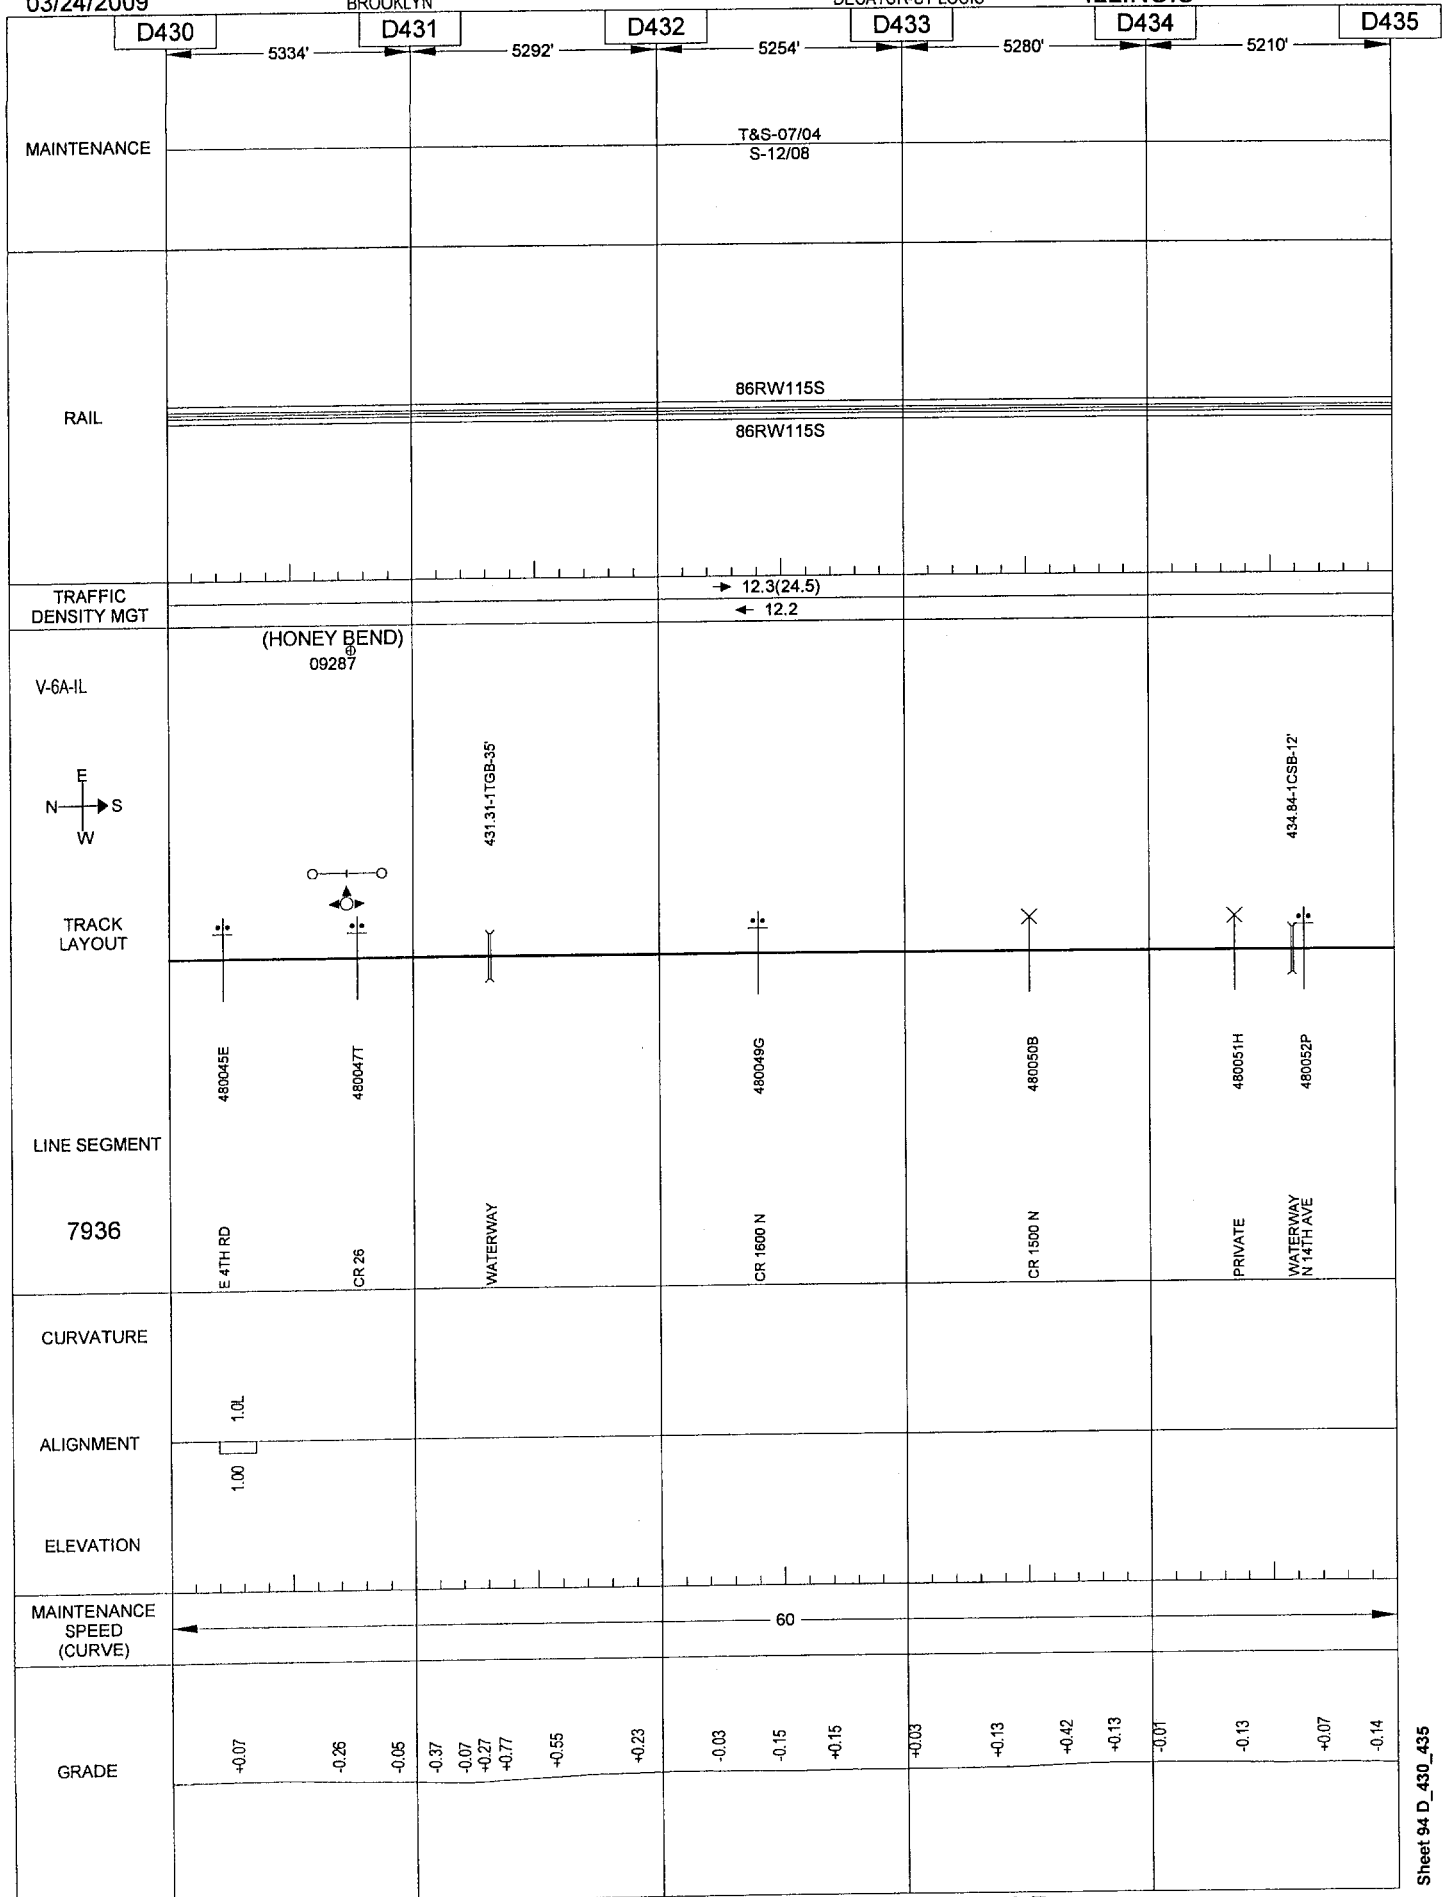 03/24/2009 BROOKLYN DECATUR-ST LOUIS ILLINOIS
D430 D431 D432 D433 D434 D435
5334' 5292' 5254' 5280' 5210'
MAINTENANCE
T&S-07/04
S-12/08
RAIL
86RW115S
86RW115S
TRAFFIC
DENSITY MGT
12.3(24.5)
12.2
(HONEY BEND)
09287
V-6A-IL
E
N S
W
431.31-1TGB-35'
434.84-1CSB-12'
TRACK
LAYOUT
480045E
480047T
480049G
480050B
480051H
480052P
LINE SEGMENT
7936
E 4TH RD
CR 26
WATERWAY
CR 1600 N
CR 1500 N
PRIVATE
WATERWAY
N 14TH AVE
CURVATURE
1.0L
ALIGNMENT
1.00
ELEVATION
MAINTENANCE
SPEED
(CURVE)
60
GRADE
+0.07
-0.26
-0.05
-0.37
-0.07
+0.27
+0.77
+0.55
+0.23
-0.03
-0.15
+0.15
+0.03
+0.13
+0.42
+0.13
-0.01
-0.13
+0.07
-0.14
Sheet 94 D_430_435